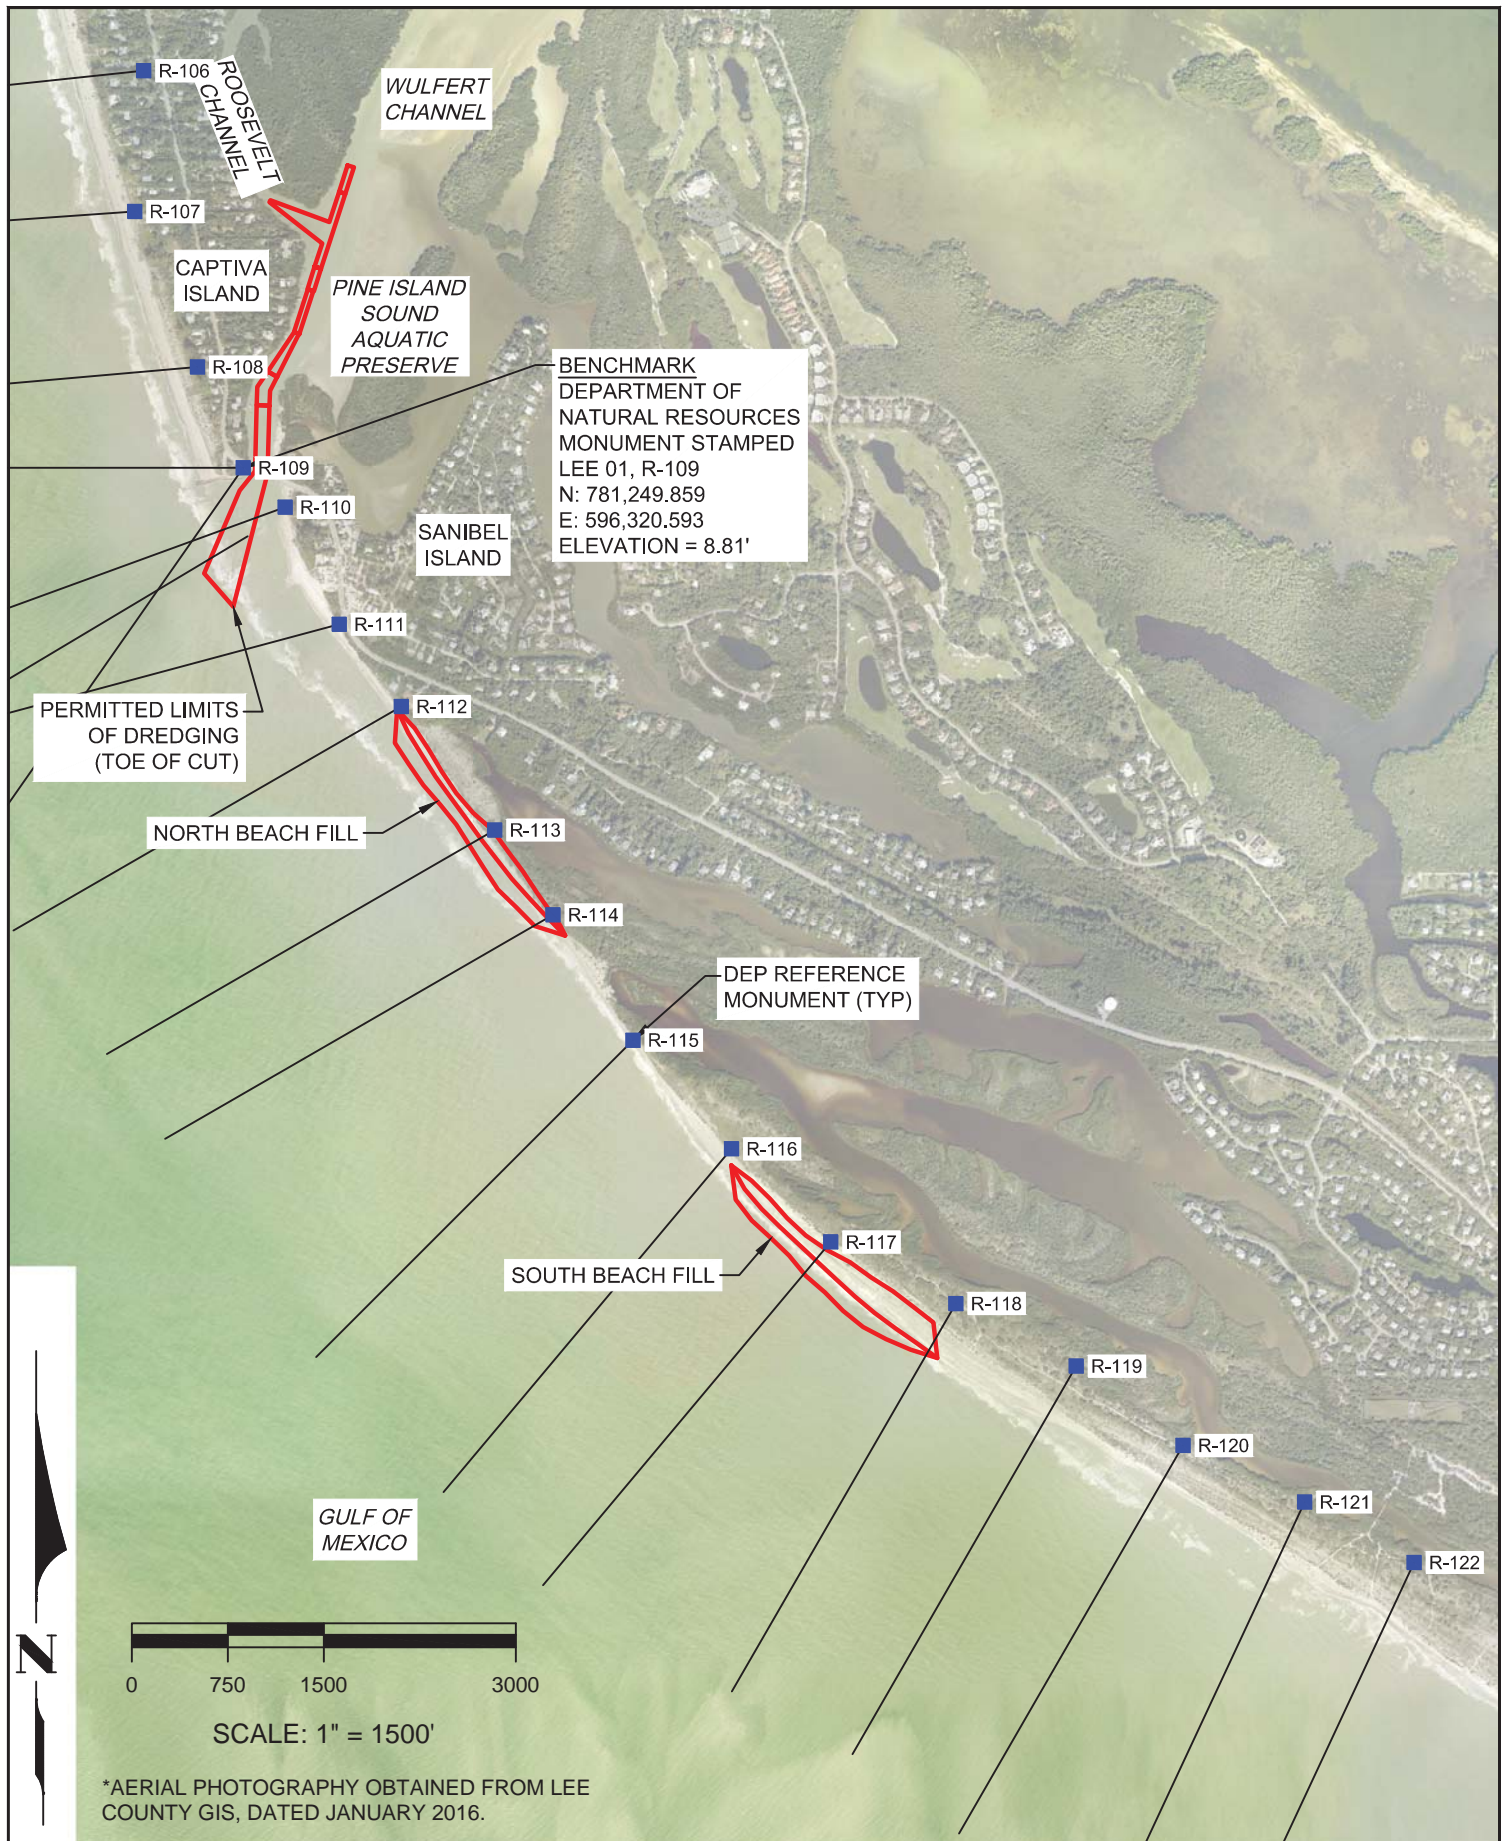 R-106
ROOSEVELT
CHANNEL
WULFERT
CHANNEL
R-107
CAPTIVA
ISLAND
PINE ISLAND
SOUND
AQUATIC
PRESERVE
R-108
BENCHMARK
DEPARTMENT OF
NATURAL RESOURCES
MONUMENT STAMPED
LEE 01, R-109
N: 781,249.859
E: 596,320.593
ELEVATION = 8.81'
R-109
R-110
SANIBEL
ISLAND
R-111
PERMITTED LIMITS
OF DREDGING
(TOE OF CUT)
R-112
NORTH BEACH FILL
R-113
R-114
DEP REFERENCE
MONUMENT (TYP)
R-115
R-116
R-117
SOUTH BEACH FILL
R-118
R-119
R-120
R-121
R-122
GULF OF
MEXICO
N
0 750 1500 3000
SCALE: 1" = 1500'
*AERIAL PHOTOGRAPHY OBTAINED FROM LEE
COUNTY GIS, DATED JANUARY 2016.